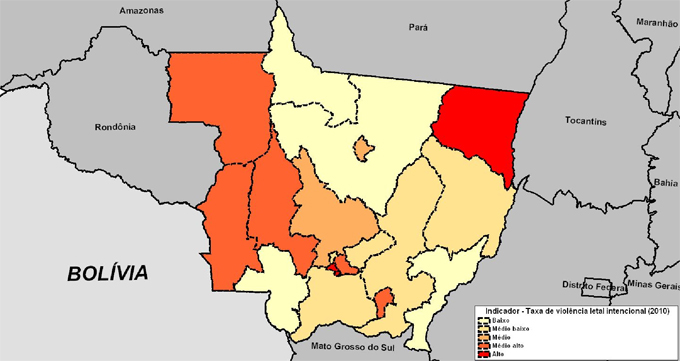 Amazonas
Pará
Maranhão
Rondônia
Tocantins
Bahia
BOLÍVIA
Distrito Federal
Minas Gerais
Mato Grosso do Sul
Indicador - Taxa de violência letal intencional (2010)
Baixo
Médio baixo
Médio
Médio alto
Alto